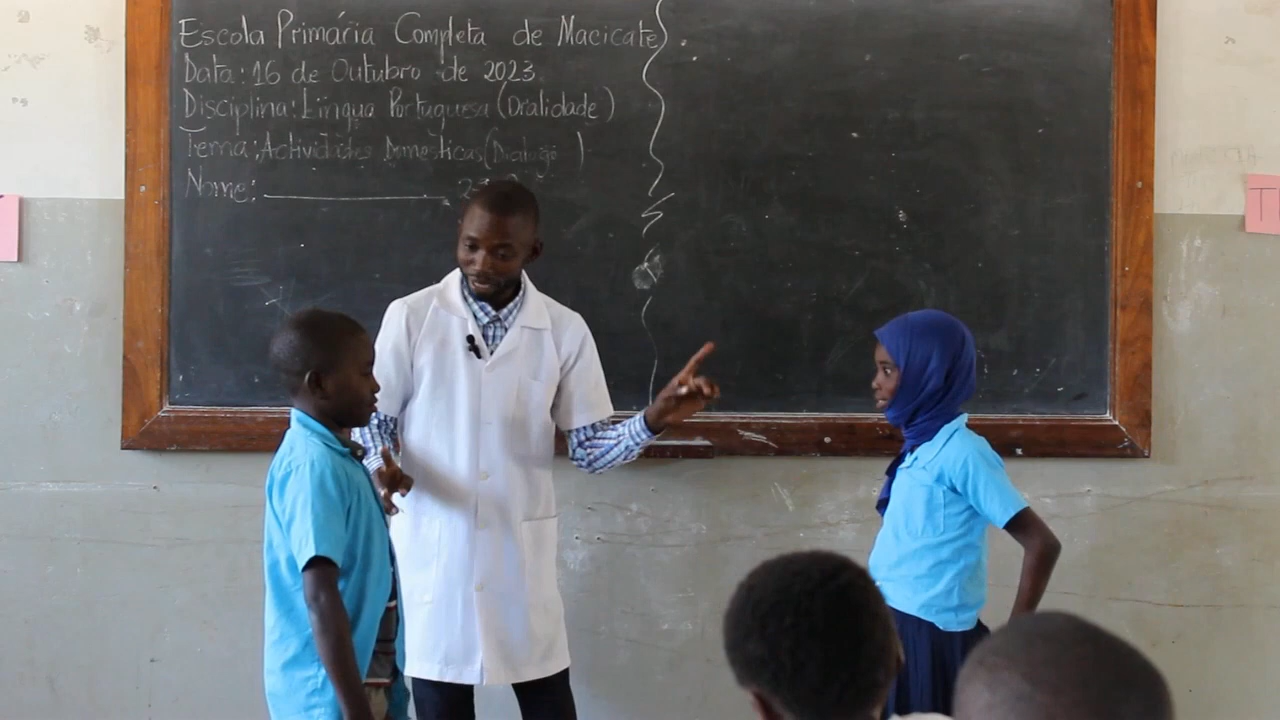 Escola Primária Completa de Macicate
Data: 16 de Outubro de 2023
Disciplina: Língua Portuguesa (Oralidade)
Tema: Actividades Domésticas (Diálogo)
Nome:
T